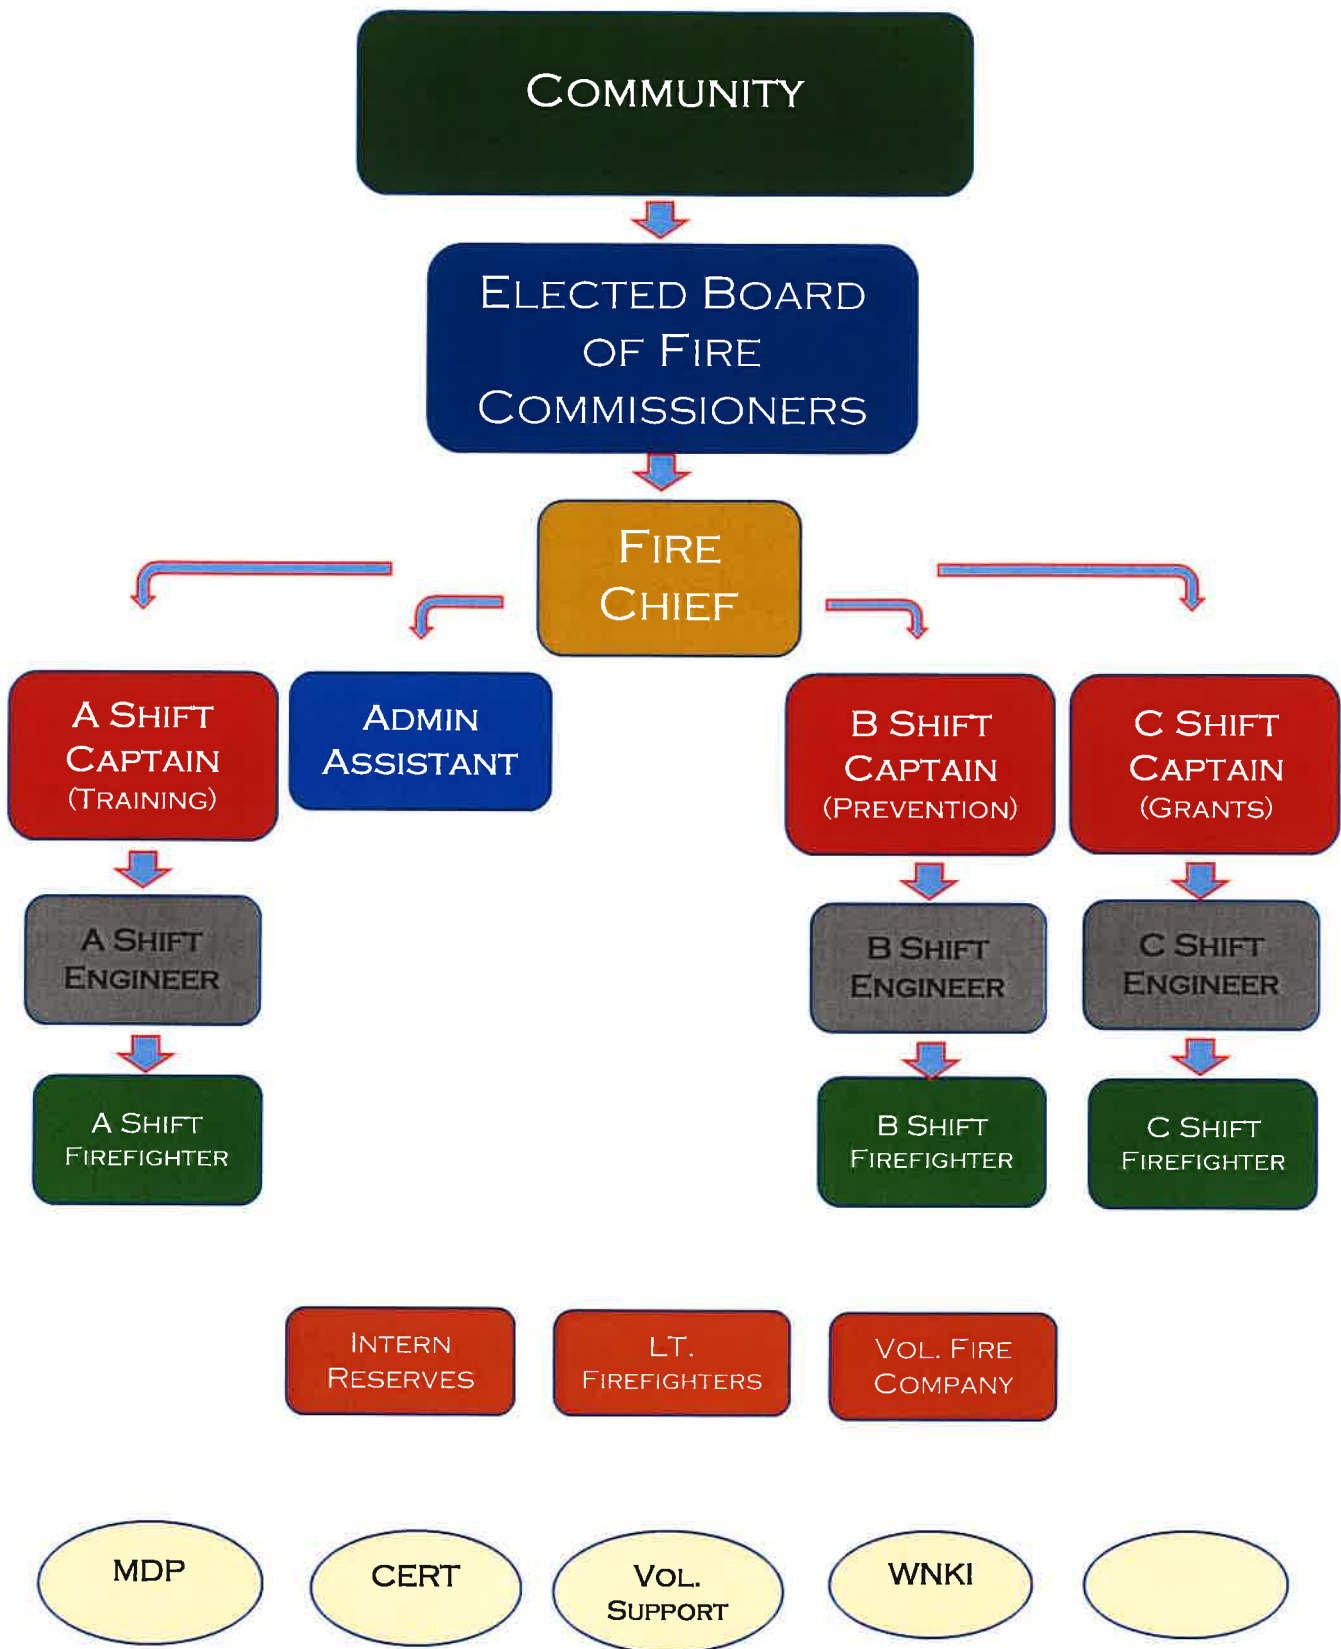 COMMUNITY
ELECTED BOARD
OF FIRE
COMMISSIONERS
FIRE
CHIEF
A SHIFT
CAPTAIN
(TRAINING)
ADMIN
ASSISTANT
B SHIFT
CAPTAIN
(PREVENTION)
C SHIFT
CAPTAIN
(GRANTS)
A SHIFT
ENGINEER
B SHIFT
ENGINEER
C SHIFT
ENGINEER
A SHIFT
FIREFIGHTER
B SHIFT
FIREFIGHTER
C SHIFT
FIREFIGHTER
INTERN
RESERVES
LT.
FIREFIGHTERS
VOL. FIRE
COMPANY
MDP
CERT
VOL.
SUPPORT
WNKI